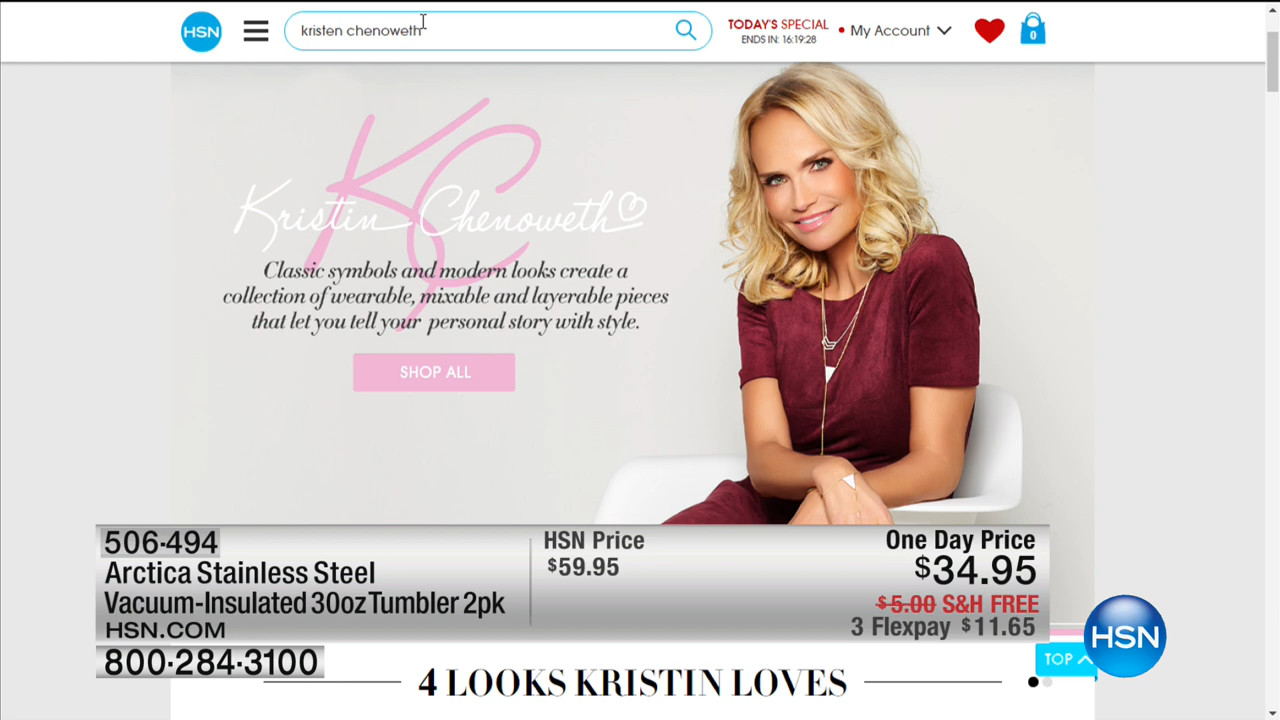 HSN
kristen chenoweth
TODAY'S SPECIAL
ENDS IN: 16:19:28
My Account
0
KC
Kristin Chenoweth
Classic symbols and modern looks create a
collection of wearable, mixable and layerable pieces
that let you tell your personal story with style.
SHOP ALL
506-494
Arctica Stainless Steel
Vacuum-Insulated 30oz Tumbler 2pk
HSN.COM
800-284-3100
HSN Price
$59.95
One Day Price
$34.95
$5.00 S&H FREE
3 Flexpay $11.65
HSN
TOP
4 LOOKS KRISTIN LOVES